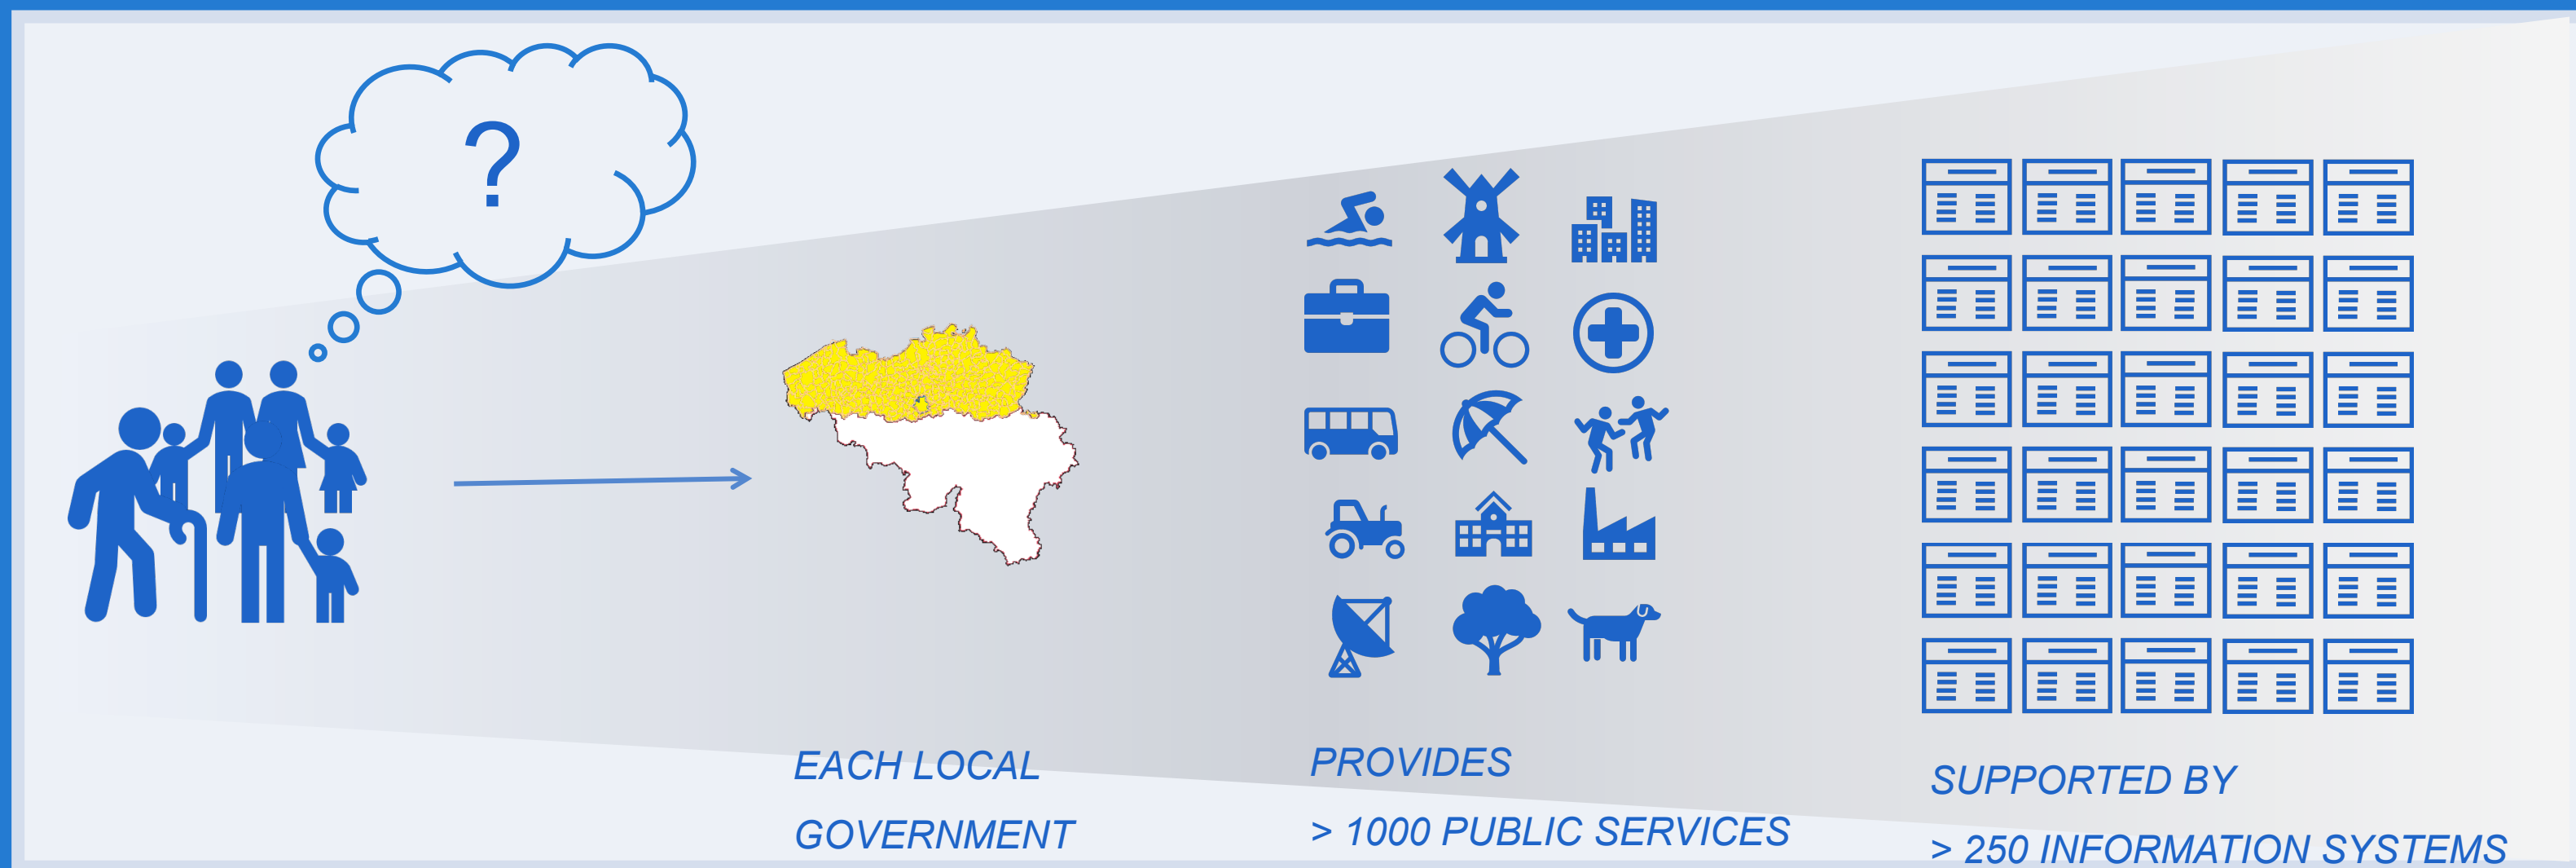 ?
EACH LOCAL
GOVERNMENT
PROVIDES
> 1000 PUBLIC SERVICES
SUPPORTED BY
> 250 INFORMATION SYSTEMS